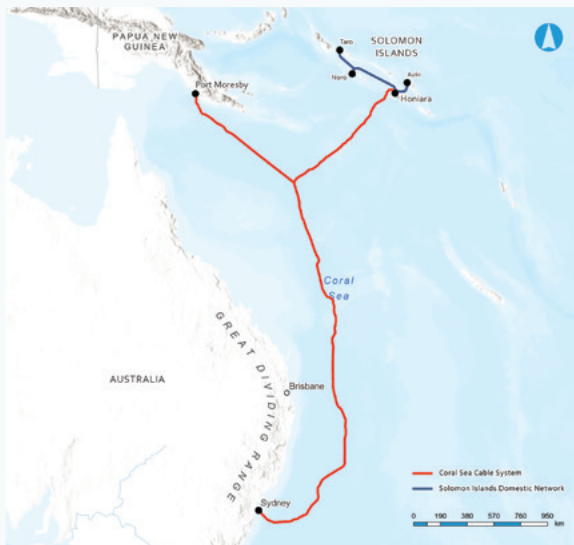 PAPUA NEW
GUINEA
SOLOMON
ISLANDS
Taro
Noro
Auki
Port Moresby
Honiara
Coral
Sea
GREAT DIVIDING RANGE
AUSTRALIA
Brisbane
Sydney
Coral Sea Cable System
Solomon Islands Domestic Network
0 190 380 570 760 950
km